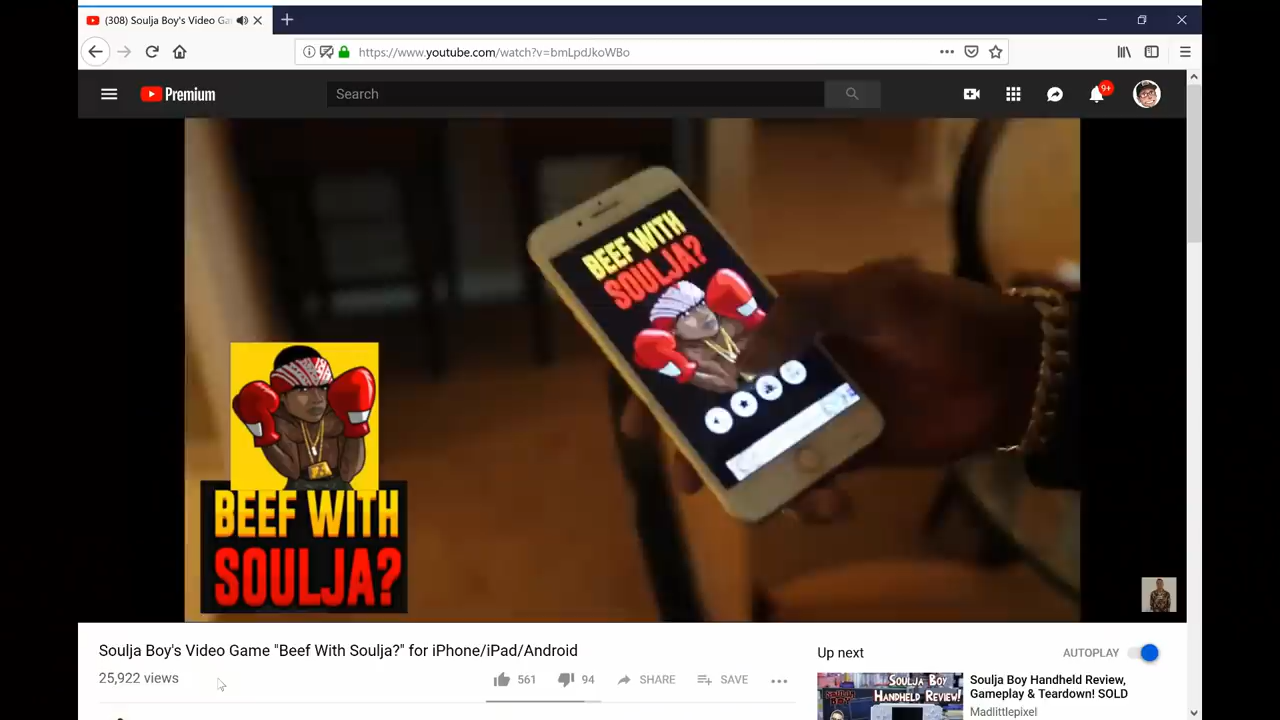 (308) Soulja Boy's Video Ga
https://www.youtube.com/watch?v=bmLpdJkoWBo
Premium
Search
9+
BEEF WITH
SOULJA?
BEEF WITH
SOULJA?
Soulja Boy's Video Game "Beef With Soulja?" for iPhone/iPad/Android
25,922 views
561
94
SHARE
SAVE
Up next
AUTOPLAY
SOULJA BOY
HANDHELD REVIEW!
Soulja Boy Handheld Review,
Gameplay & Teardown! SOLD
Madlittlepixel